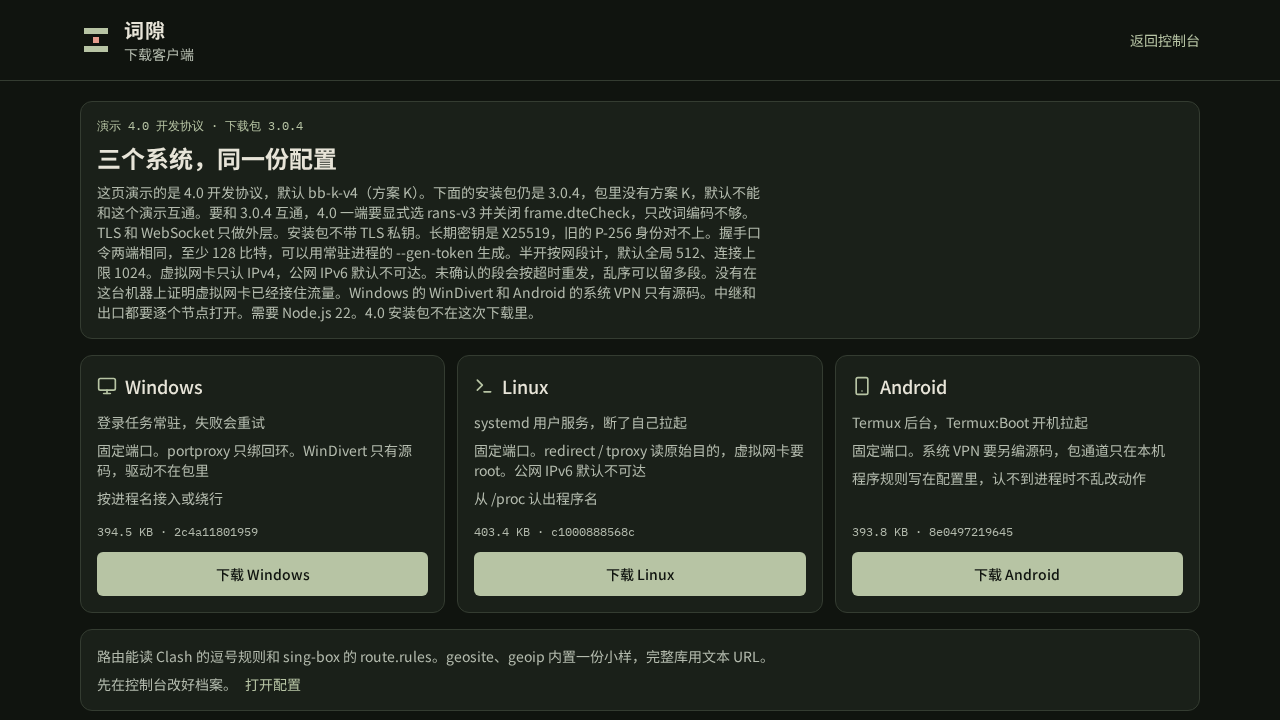 词隙
下载客户端
返回控制台
演示 4.0 开发协议 · 下载包 3.0.4
三个系统，同一份配置
这页演示的是 4.0 开发协议，默认 bb-k-v4（方案 K）。下面的安装包仍是 3.0.4，包里没有方案 K，默认不能
和这个演示互通。要和 3.0.4 互通，4.0 一端要显式选 rans-v3 并关闭 frame.dteCheck，只改词编码不够。
TLS 和 WebSocket 只做外层。安装包不带 TLS 私钥。长期密钥是 X25519，旧的 P-256 身份对不上。握手口
令两端相同，至少 128 比特，可以用常驻进程的 --gen-token 生成。半开按网段计，默认全局 512、连接上
限 1024。虚拟网卡只认 IPv4，公网 IPv6 默认不可达。未确认的段会按超时重发，乱序可以留多段。没有在
这台机器上证明虚拟网卡已经接住流量。Windows 的 WinDivert 和 Android 的系统 VPN 只有源码。中继和
出口都要逐个节点打开。需要 Node.js 22。4.0 安装包不在这次下载里。
Windows
登录任务常驻，失败会重试
固定端口。portproxy 只绑回环。WinDivert 只有源
码，驱动不在包里
按进程名接入或绕行
394.5 KB · 2c4a11801959
下载 Windows
Linux
systemd 用户服务，断了自己拉起
固定端口。redirect / tproxy 读原始目的，虚拟网卡要
root。公网 IPv6 默认不可达
从 /proc 认出程序名
403.4 KB · c1000888568c
下载 Linux
Android
Termux 后台，Termux:Boot 开机拉起
固定端口。系统 VPN 要另编源码，包通道只在本机
程序规则写在配置里，认不到进程时不乱改动作
393.8 KB · 8e0497219645
下载 Android
路由能读 Clash 的逗号规则和 sing-box 的 route.rules。geosite、geoip 内置一份小样，完整库用文本 URL。
先在控制台改好档案。 打开配置